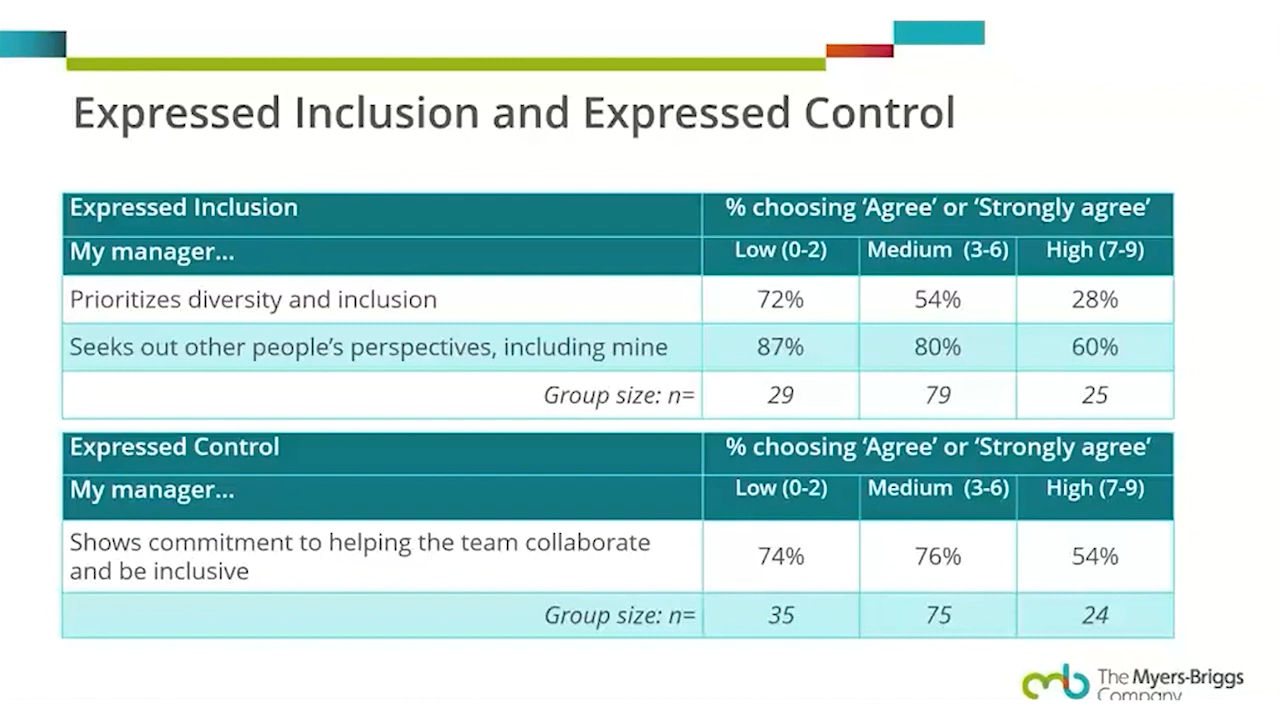 Expressed Inclusion and Expressed Control
Expressed Inclusion % choosing ‘Agree’ or ‘Strongly agree’
My manager... Low (0-2) Medium (3-6) High (7-9)
Prioritizes diversity and inclusion 72% 54% 28%
Seeks out other people’s perspectives, including mine 87% 80% 60%
Group size: n= 29 79 25
Expressed Control % choosing ‘Agree’ or ‘Strongly agree’
My manager... Low (0-2) Medium (3-6) High (7-9)
Shows commitment to helping the team collaborate
and be inclusive 74% 76% 54%
Group size: n= 35 75 24
The Myers-Briggs
Company